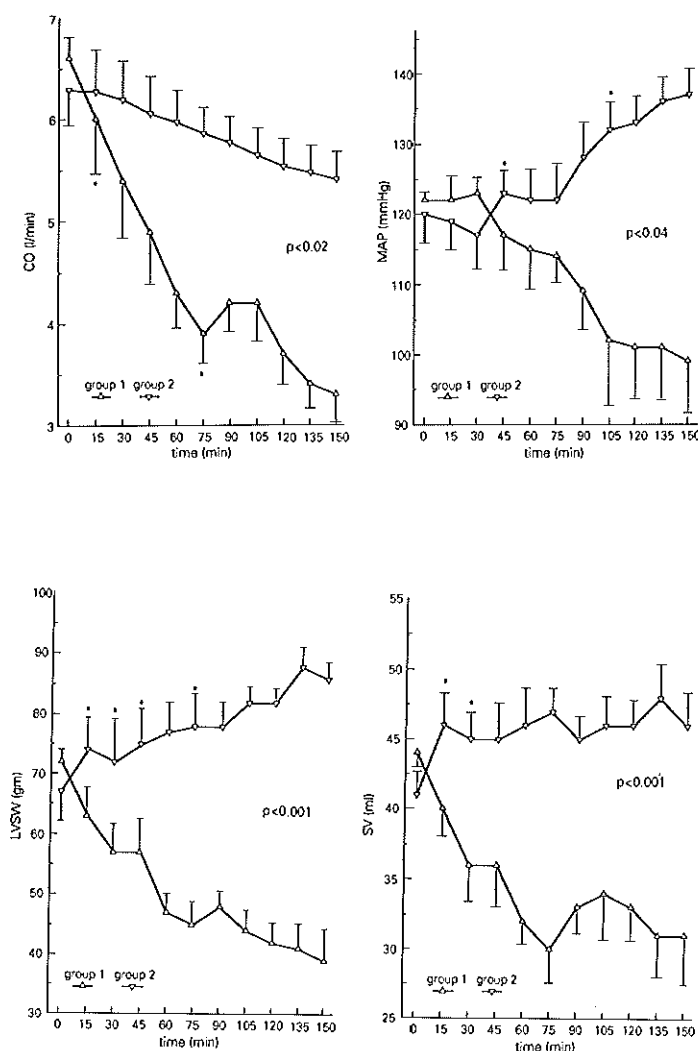 7
6
5
4
3
CO (l/min)
*
*
p<0.02
group 1 group 2
0 15 30 45 60 75 90 105 120 135 150
time (min)
140
130
120
110
100
90
MAP (mmHg)
*
*
p<0.04
group 1 group 2
0 15 30 45 60 75 90 105 120 135 150
time (min)
100
90
80
70
60
50
40
30
LVSW (gm)
* * * *
p<0.001
group 1 group 2
0 15 30 45 60 75 90 105 120 135 150
time (min)
55
50
45
40
35
30
25
SV (ml)
*
*
p<0.001
group 1 group 2
0 15 30 45 60 75 90 105 120 135 150
time (min)